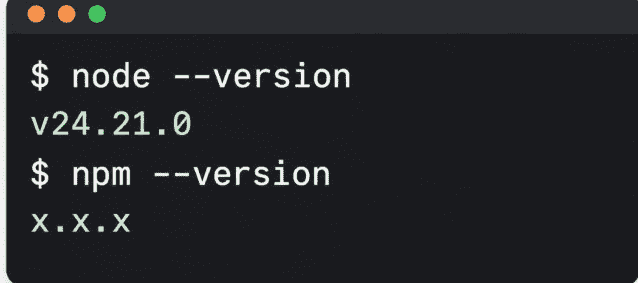 $ node --version
v24.21.0
$ npm --version
x.x.x